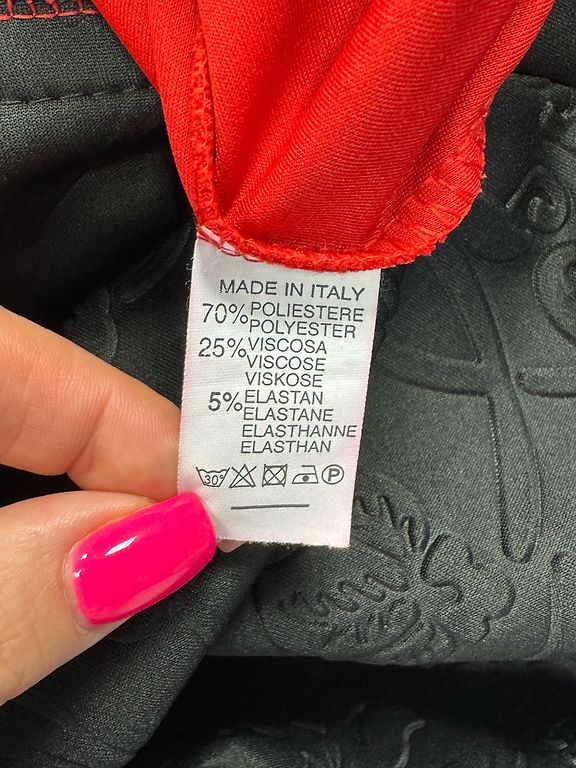 MADE IN ITALY
70% POLIESTERE
POLYESTER
25% VISCOSA
VISCOSE
VISKOSE
5% ELASTAN
ELASTANE
ELASTHANNE
ELASTHAN
30° P